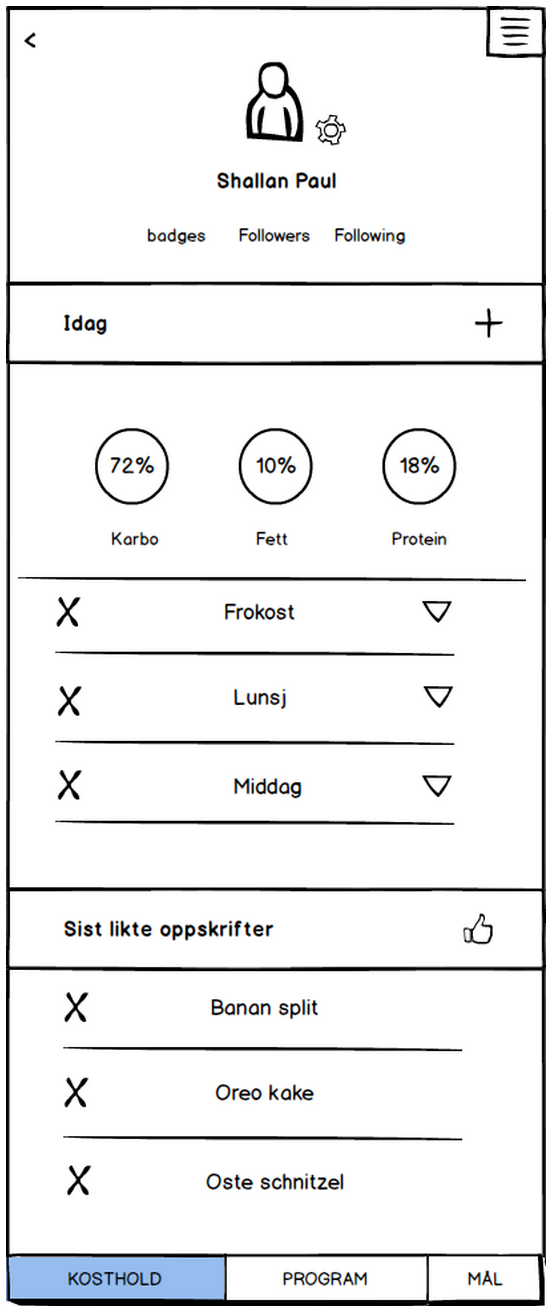 Shallan Paul
badges Followers Following
Idag
72% 10% 18%
Karbo Fett Protein
Frokost
Lunsj
Middag
Sist likte oppskrifter
Banan split
Oreo kake
Oste schnitzel
KOSTHOLD PROGRAM MÅL